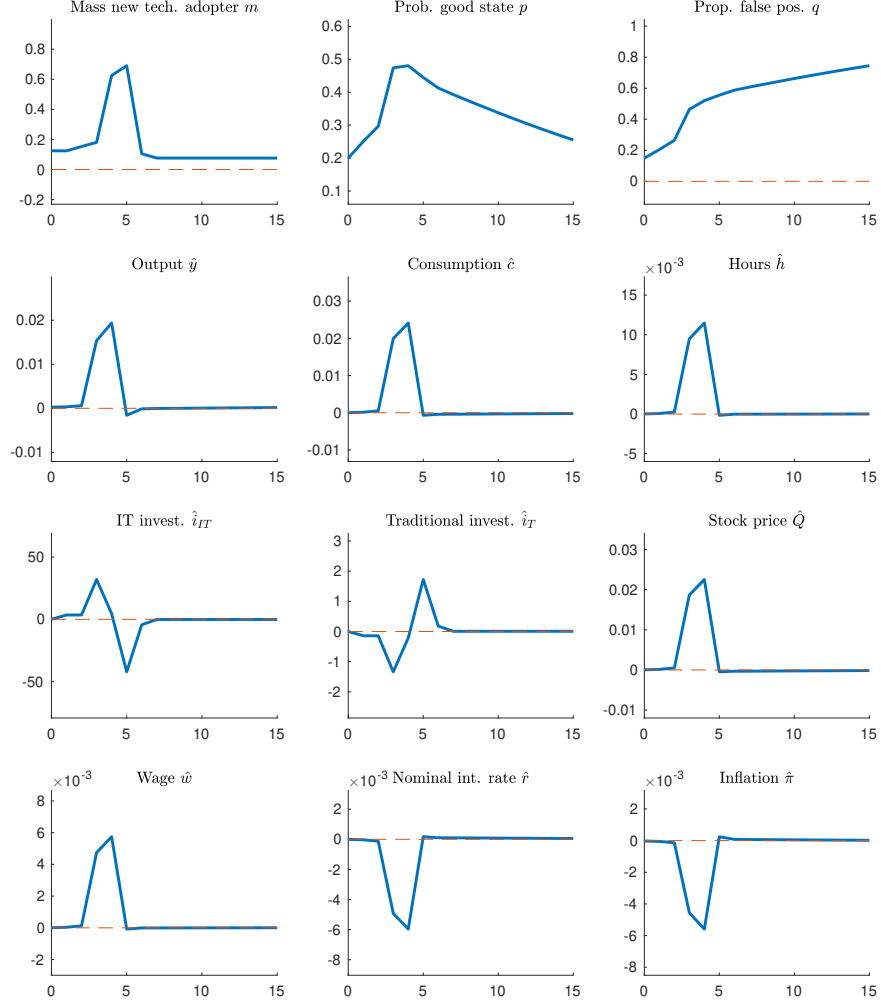 Mass new tech. adopter m
0.8
0.6
0.4
0.2
0
-0.2
0 5 10 15
Prob. good state p
0.6
0.5
0.4
0.3
0.2
0.1
0 5 10 15
Prop. false pos. q
1
0.8
0.6
0.4
0.2
0
0 5 10 15
Output ŷ
0.02
0.01
0
-0.01
0 5 10 15
Consumption ĉ
0.03
0.02
0.01
0
-0.01
0 5 10 15
Hours ĥ
×10⁻³
15
10
5
0
-5
0 5 10 15
IT invest. î_IT
50
0
-50
0 5 10 15
Traditional invest. î_T
3
2
1
0
-1
-2
0 5 10 15
Stock price Q̂
0.03
0.02
0.01
0
-0.01
0 5 10 15
Wage ŵ
×10⁻³
8
6
4
2
0
-2
0 5 10 15
Nominal int. rate r̂
×10⁻³
2
0
-2
-4
-6
-8
0 5 10 15
Inflation π̂
×10⁻³
2
0
-2
-4
-6
-8
0 5 10 15